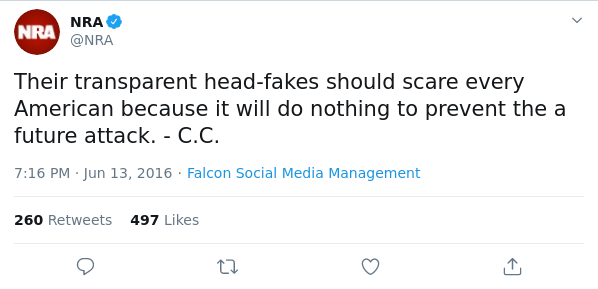 NRA
NRA
@NRA
Their transparent head-fakes should scare every
American because it will do nothing to prevent the a
future attack. - C.C.
7:16 PM · Jun 13, 2016 · Falcon Social Media Management
260 Retweets 497 Likes